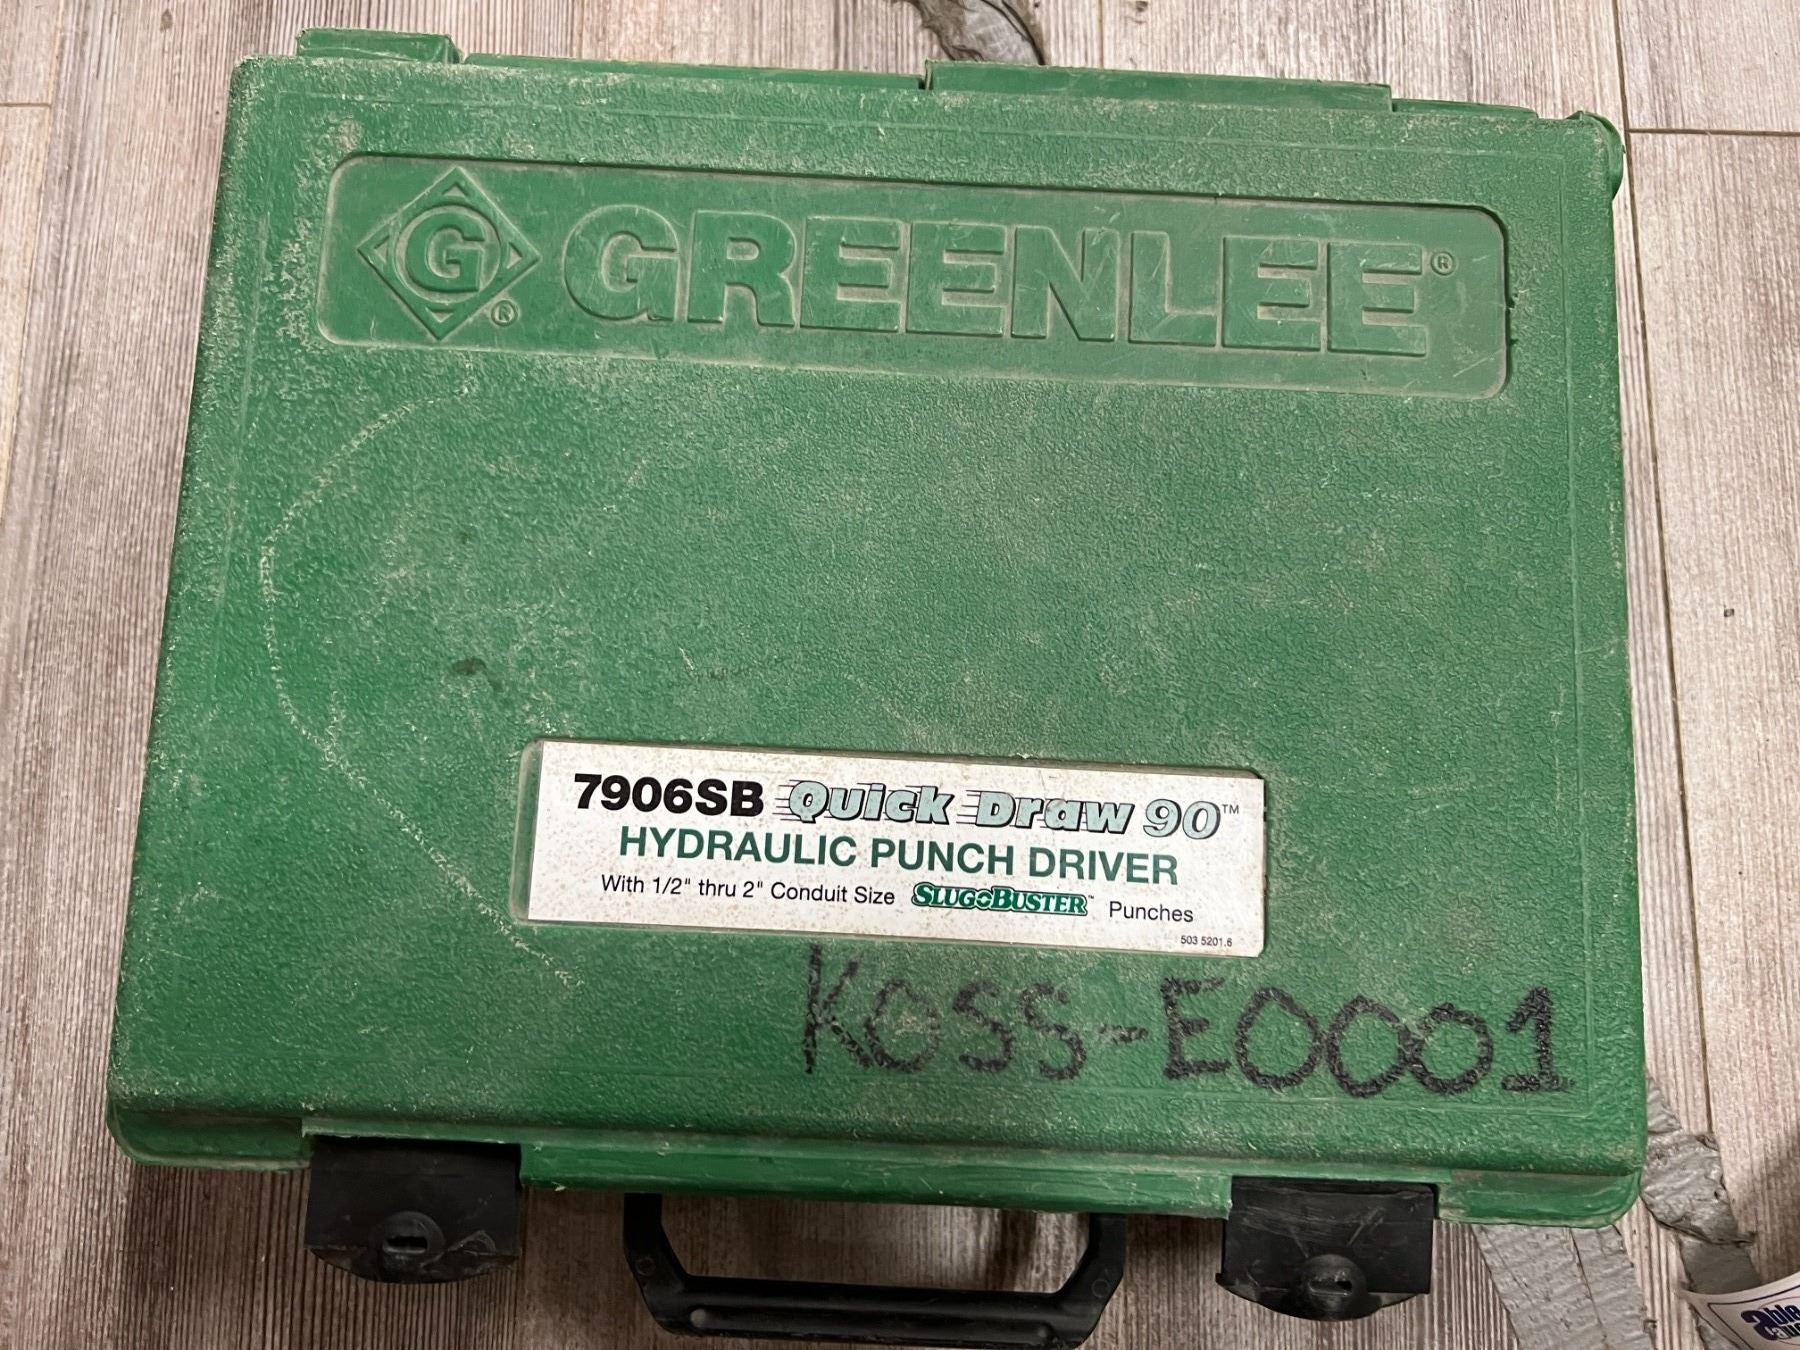 G® GREENLEE®
7906SB Quick Draw 90™
HYDRAULIC PUNCH DRIVER
With 1/2" thru 2" Conduit Size SLUGBUSTER™ Punches
503 5201.6
KOSS-E0001